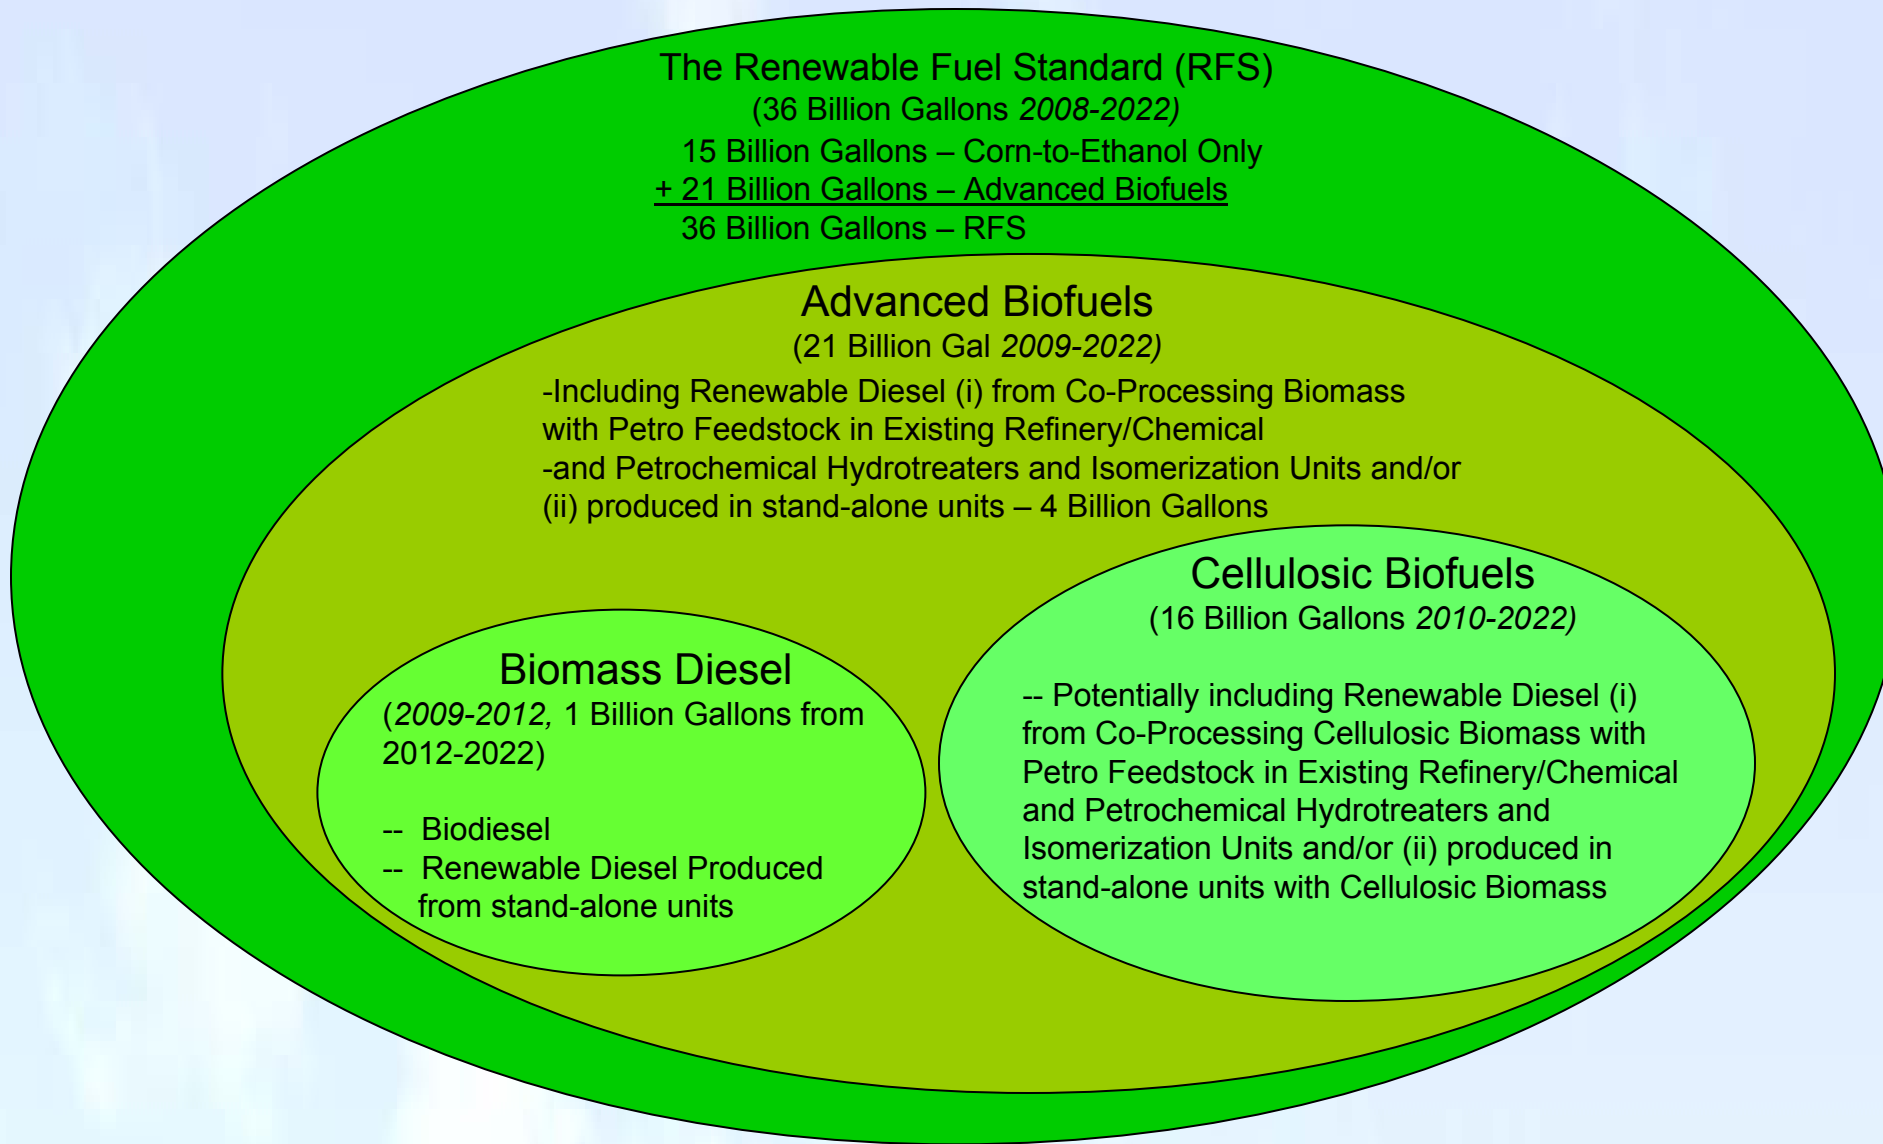 The Renewable Fuel Standard (RFS)
(36 Billion Gallons 2008-2022)
15 Billion Gallons – Corn-to-Ethanol Only
+ 21 Billion Gallons – Advanced Biofuels
36 Billion Gallons – RFS
Advanced Biofuels
(21 Billion Gal 2009-2022)
-Including Renewable Diesel (i) from Co-Processing Biomass
with Petro Feedstock in Existing Refinery/Chemical
-and Petrochemical Hydrotreaters and Isomerization Units and/or
(ii) produced in stand-alone units – 4 Billion Gallons
Biomass Diesel
(2009-2012, 1 Billion Gallons from
2012-2022)
-- Biodiesel
-- Renewable Diesel Produced
from stand-alone units
Cellulosic Biofuels
(16 Billion Gallons 2010-2022)
-- Potentially including Renewable Diesel (i)
from Co-Processing Cellulosic Biomass with
Petro Feedstock in Existing Refinery/Chemical
and Petrochemical Hydrotreaters and
Isomerization Units and/or (ii) produced in
stand-alone units with Cellulosic Biomass